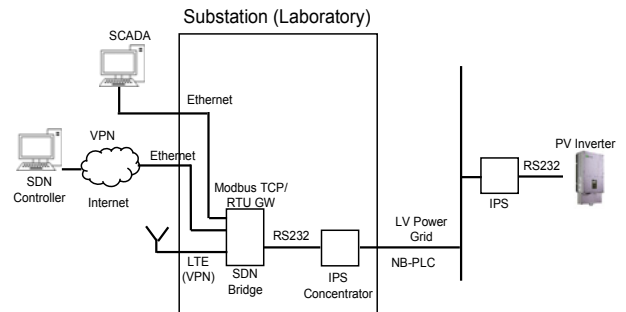 Substation (Laboratory)
SCADA
Ethernet
VPN
Ethernet
SDN
Controller
Internet
Modbus TCP/
RTU GW
RS232
LTE
(VPN)
SDN
Bridge
IPS
Concentrator
LV Power
Grid
NB-PLC
IPS
RS232
PV Inverter